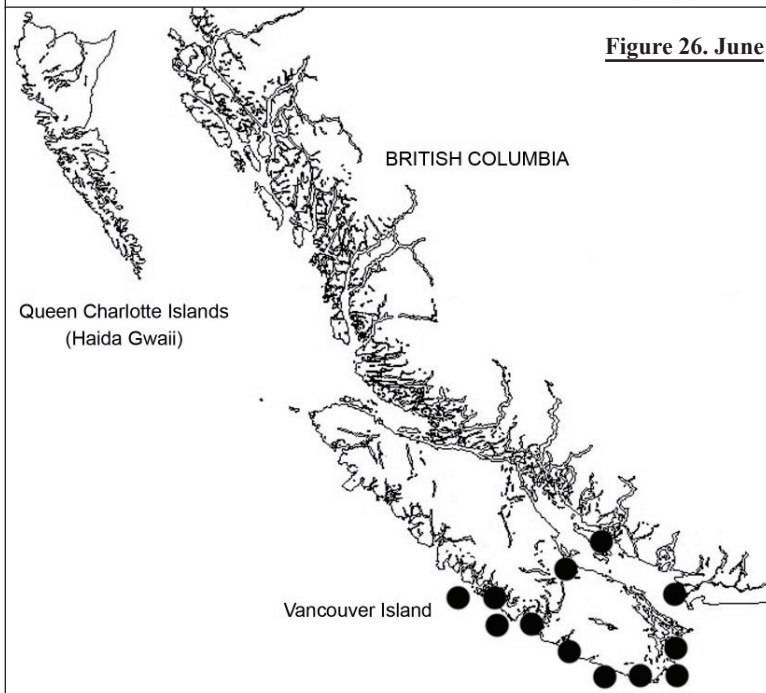 Figure 26. June
BRITISH COLUMBIA
Queen Charlotte Islands
(Haida Gwaii)
Vancouver Island